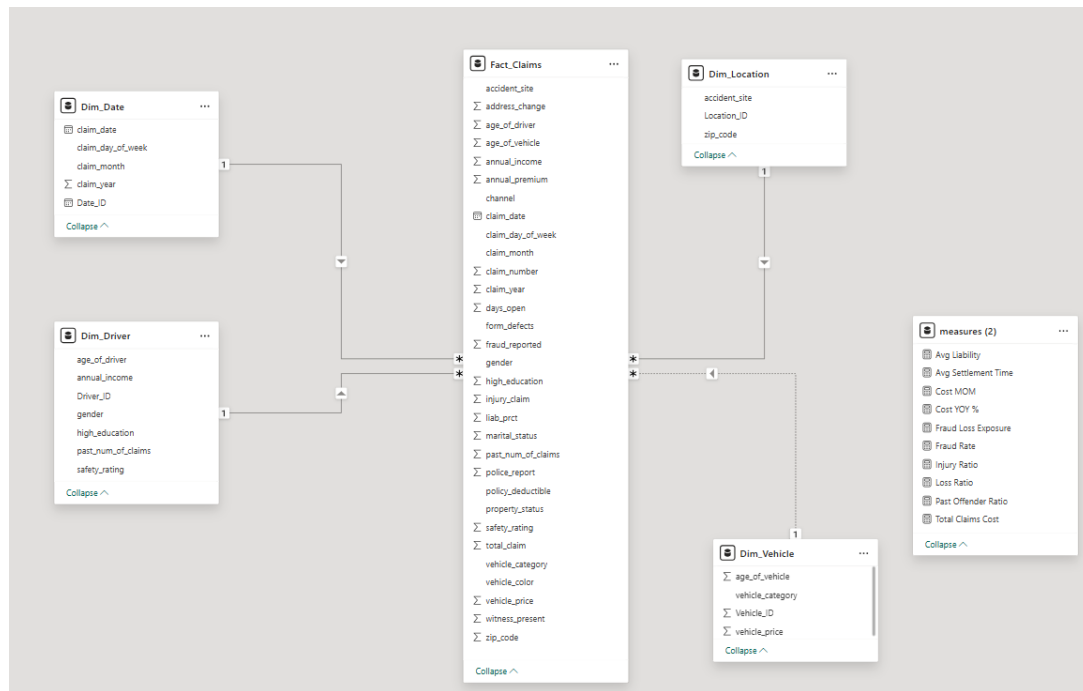 Dim_Date
claim_date
claim_day_of_week
claim_month
claim_year
Date_ID
Collapse
1
Dim_Driver
age_of_driver
annual_income
Driver_ID
gender
high_education
past_num_of_claims
safety_rating
Collapse
1
Fact_Claims
accident_site
address_change
age_of_driver
age_of_vehicle
annual_income
annual_premium
channel
claim_date
claim_day_of_week
claim_month
claim_number
claim_year
days_open
form_defects
fraud_reported
gender
high_education
injury_claim
liab_prct
marital_status
past_num_of_claims
police_report
policy_deductible
property_status
safety_rating
total_claim
vehicle_category
vehicle_color
vehicle_price
witness_present
zip_code
Collapse
*
*
*
*
Dim_Location
accident_site
Location_ID
zip_code
Collapse
1
1
Dim_Vehicle
age_of_vehicle
vehicle_category
Vehicle_ID
vehicle_price
Collapse
measures (2)
Avg Liability
Avg Settlement Time
Cost MOM
Cost YOY %
Fraud Loss Exposure
Fraud Rate
Injury Ratio
Loss Ratio
Past Offender Ratio
Total Claims Cost
Collapse